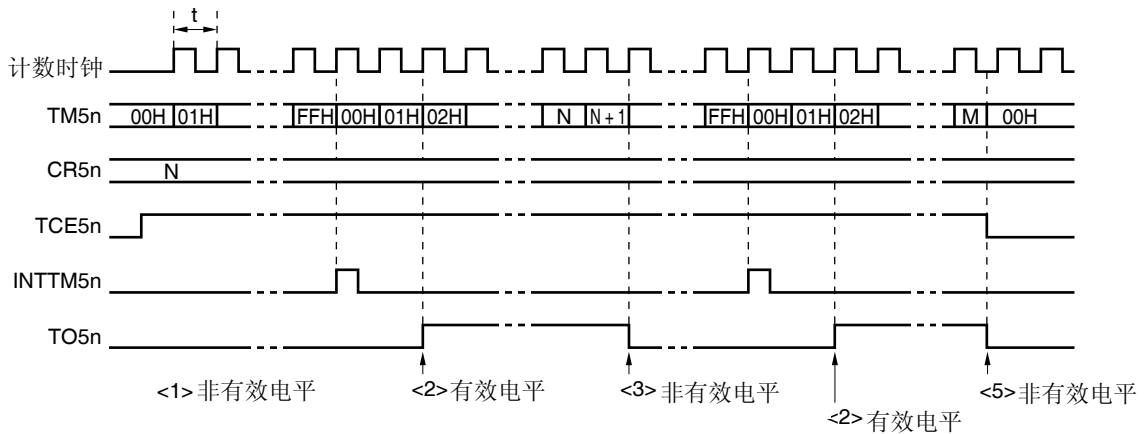 t
计数时钟
TM5n 00H 01H FFH 00H 01H 02H N N + 1 FFH 00H 01H 02H M 00H
CR5n N
TCE5n
INTTM5n
TO5n
<1> 非有效电平 <2> 有效电平 <3> 非有效电平 <5> 非有效电平
<2> 有效电平